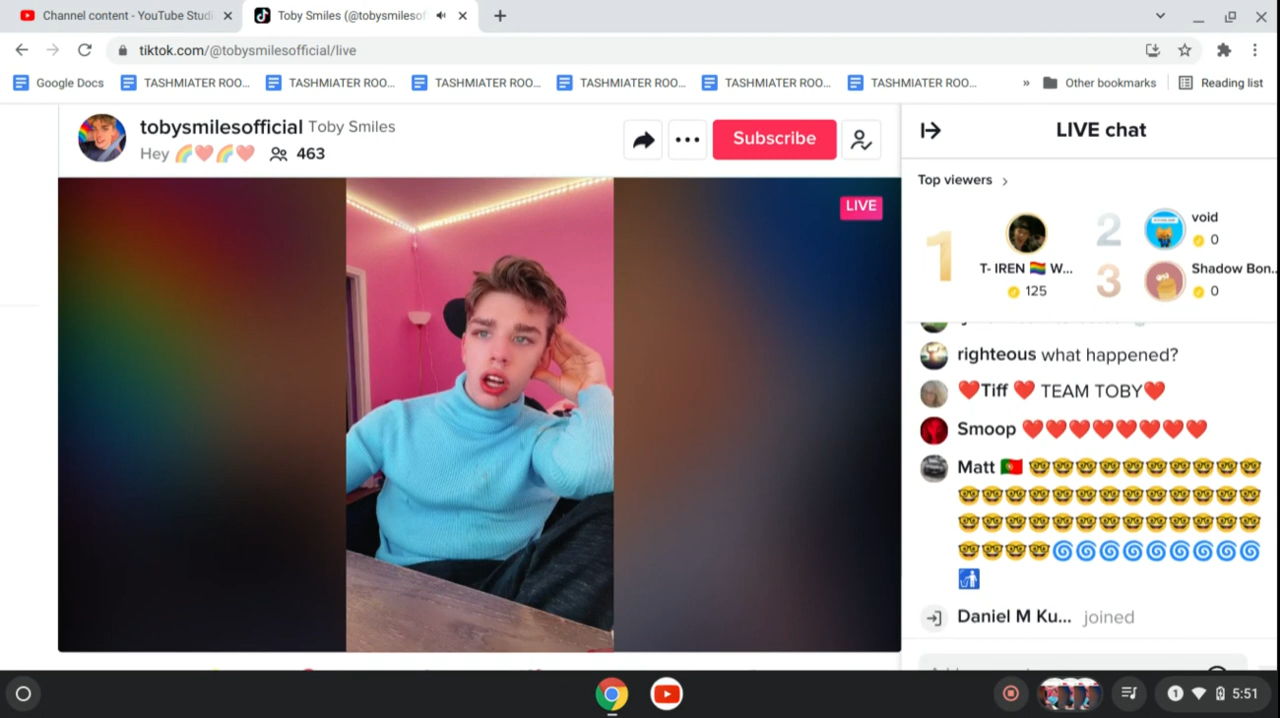 Channel content - YouTube Studi
Toby Smiles (@tobysmilesof
tiktok.com/@tobysmilesofficial/live
Google Docs TASHMIATER ROO... TASHMIATER ROO... TASHMIATER ROO... TASHMIATER ROO... TASHMIATER ROO... TASHMIATER ROO... » Other bookmarks Reading list
tobysmilesofficial Toby Smiles
Hey 🌈❤️🌈❤️ 463
Subscribe
LIVE
LIVE chat
Top viewers >
1
T- IREN 🏳️‍🌈 W...
125
2
void
0
3
Shadow Bon..
0
righteous what happened?
❤️Tiff ❤️ TEAM TOBY❤️
Smoop ❤️❤️❤️❤️❤️❤️❤️❤️
Matt 🇵🇹 🤓🤓🤓🤓🤓🤓🤓🤓🤓🤓
🤓🤓🤓🤓🤓🤓🤓🤓🤓🤓🤓🤓🤓
🤓🤓🤓🤓🤓🤓🤓🤓🤓🤓🤓🤓🤓
🤓🤓🤓🤓🌀🌀🌀🌀🌀🌀🌀🌀🌀
🚮
Daniel M Ku... joined
1 5:51